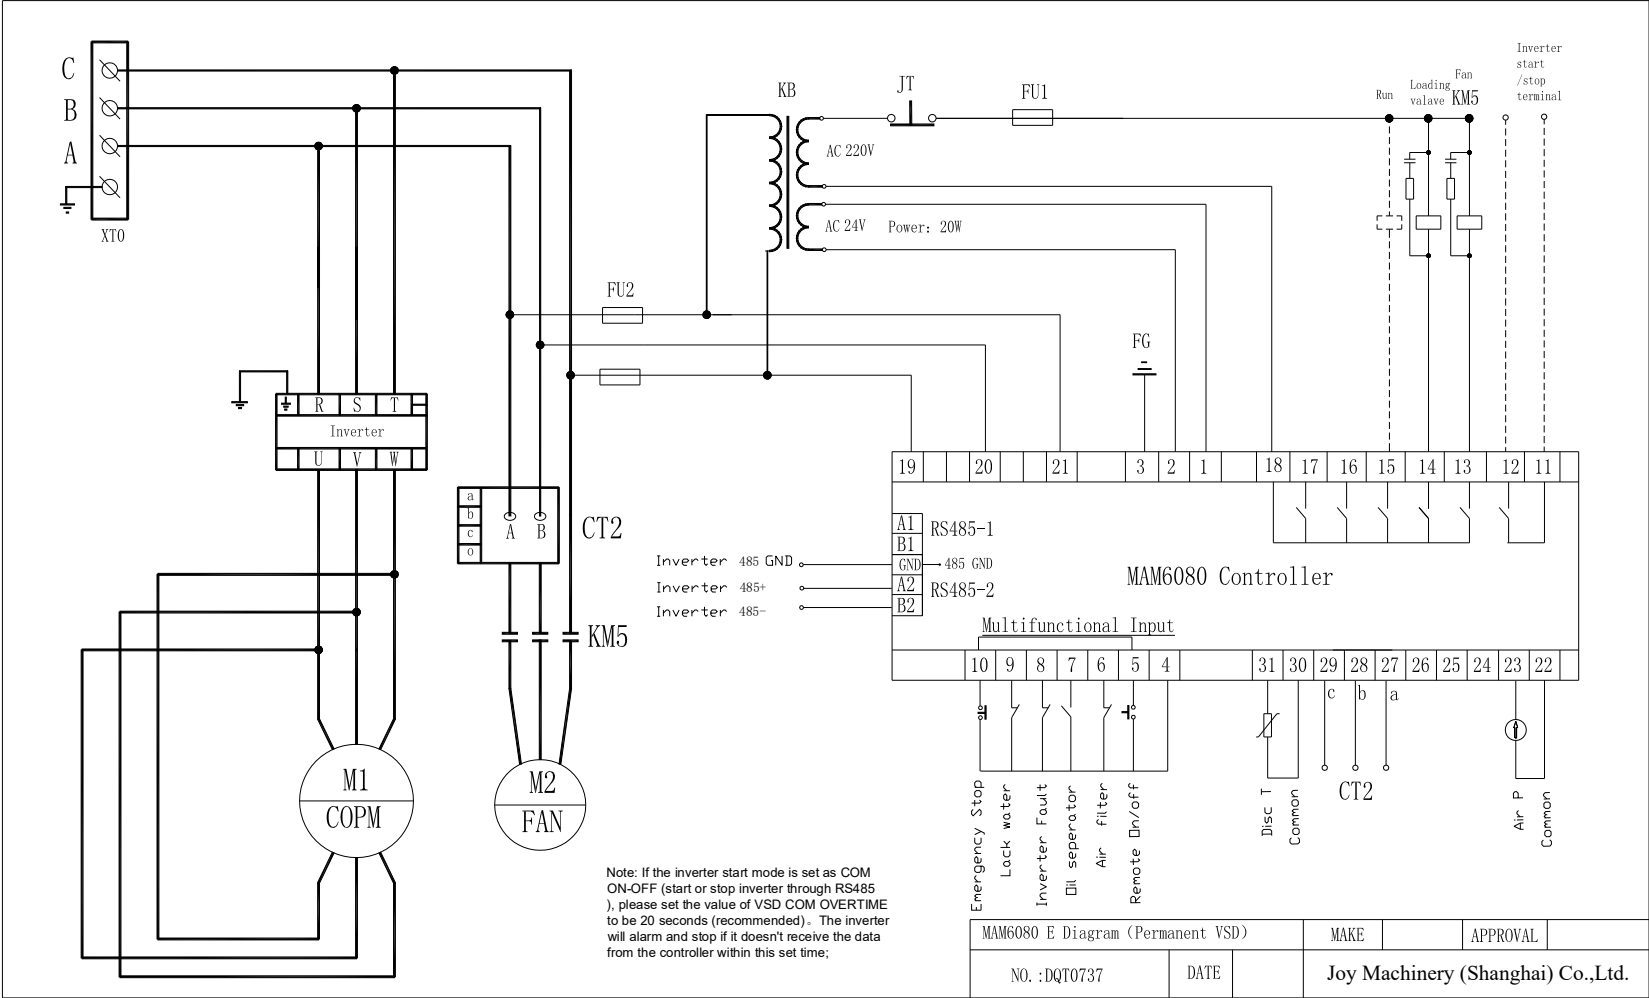 C
B
A
XTO
KB
JT
FU1
AC 220V
AC 24V
Power: 20W
Run
Loading
valave
Fan
KM5
Inverter
start
/stop
terminal
FU2
FG
R S T
Inverter
U V W
a
b
c
o
A B
CT2
KM5
19 20 21 3 2 1 18 17 16 15 14 13 12 11
A1
B1
GND
A2
B2
RS485-1
485 GND
RS485-2
Inverter 485 GND
Inverter 485+
Inverter 485-
MAM6080 Controller
Multifunctional Input
10 9 8 7 6 5 4 31 30 29 28 27 26 25 24 23 22
c b a
CT2
Emergency Stop
Lack water
Inverter Fault
Oil seperator
Air filter
Remote On/off
Disc T
Common
Air P
Common
M1
COPM
M2
FAN
Note: If the inverter start mode is set as COM
ON-OFF (start or stop inverter through RS485
), please set the value of VSD COM OVERTIME
to be 20 seconds (recommended)。The inverter
will alarm and stop if it doesn't receive the data
from the controller within this set time;
MAM6080 E Diagram (Permanent VSD)
MAKE
APPROVAL
NO.:DQT0737
DATE
Joy Machinery (Shanghai) Co.,Ltd.